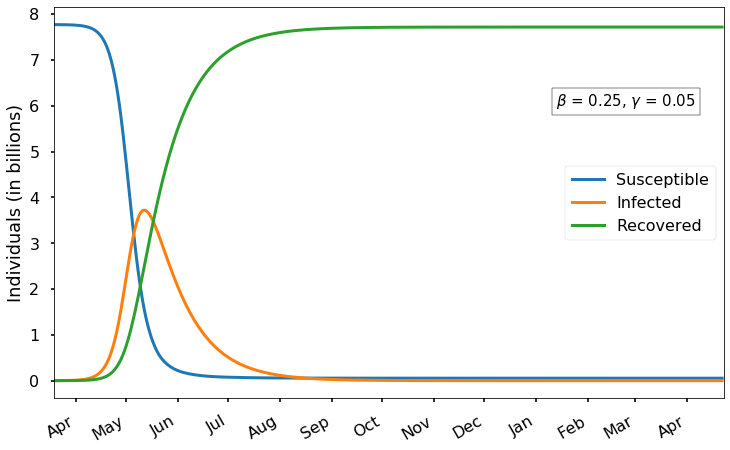 8
7
6
5
4
3
2
1
0
Individuals (in billions)
β = 0.25, γ = 0.05
Susceptible
Infected
Recovered
Apr May Jun Jul Aug Sep Oct Nov Dec Jan Feb Mar Apr